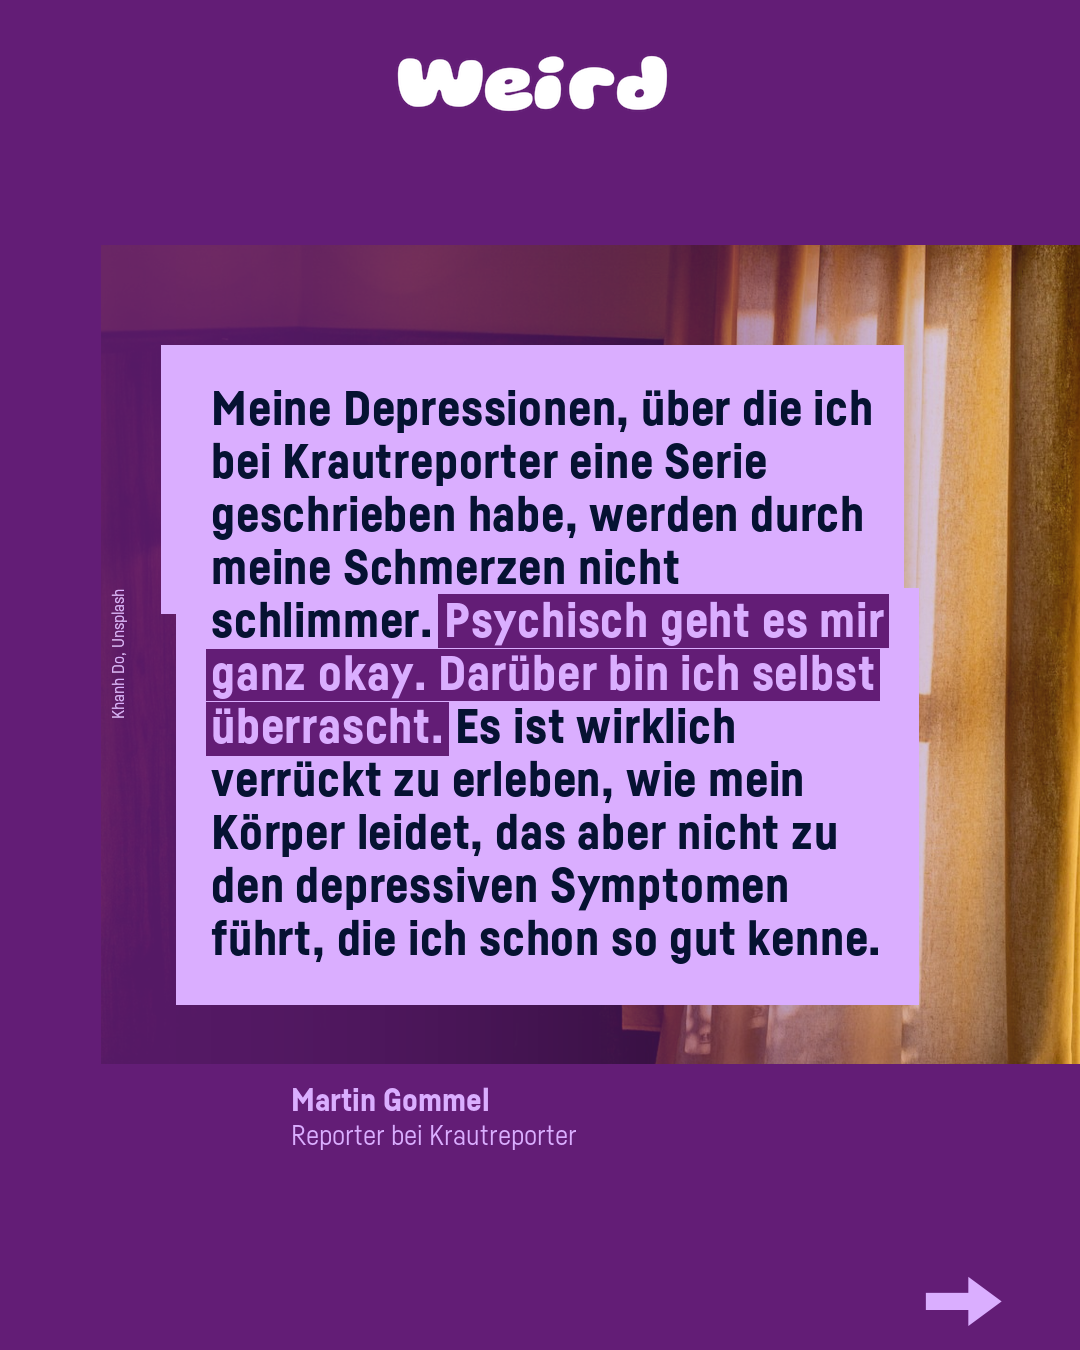 Weird
Meine Depressionen, über die ich
bei Krautreporter eine Serie
geschrieben habe, werden durch
meine Schmerzen nicht
schlimmer. Psychisch geht es mir
ganz okay. Darüber bin ich selbst
überrascht. Es ist wirklich
verrückt zu erleben, wie mein
Körper leidet, das aber nicht zu
den depressiven Symptomen
führt, die ich schon so gut kenne.
Khanh Do, Unsplash
Martin Gommel
Reporter bei Krautreporter